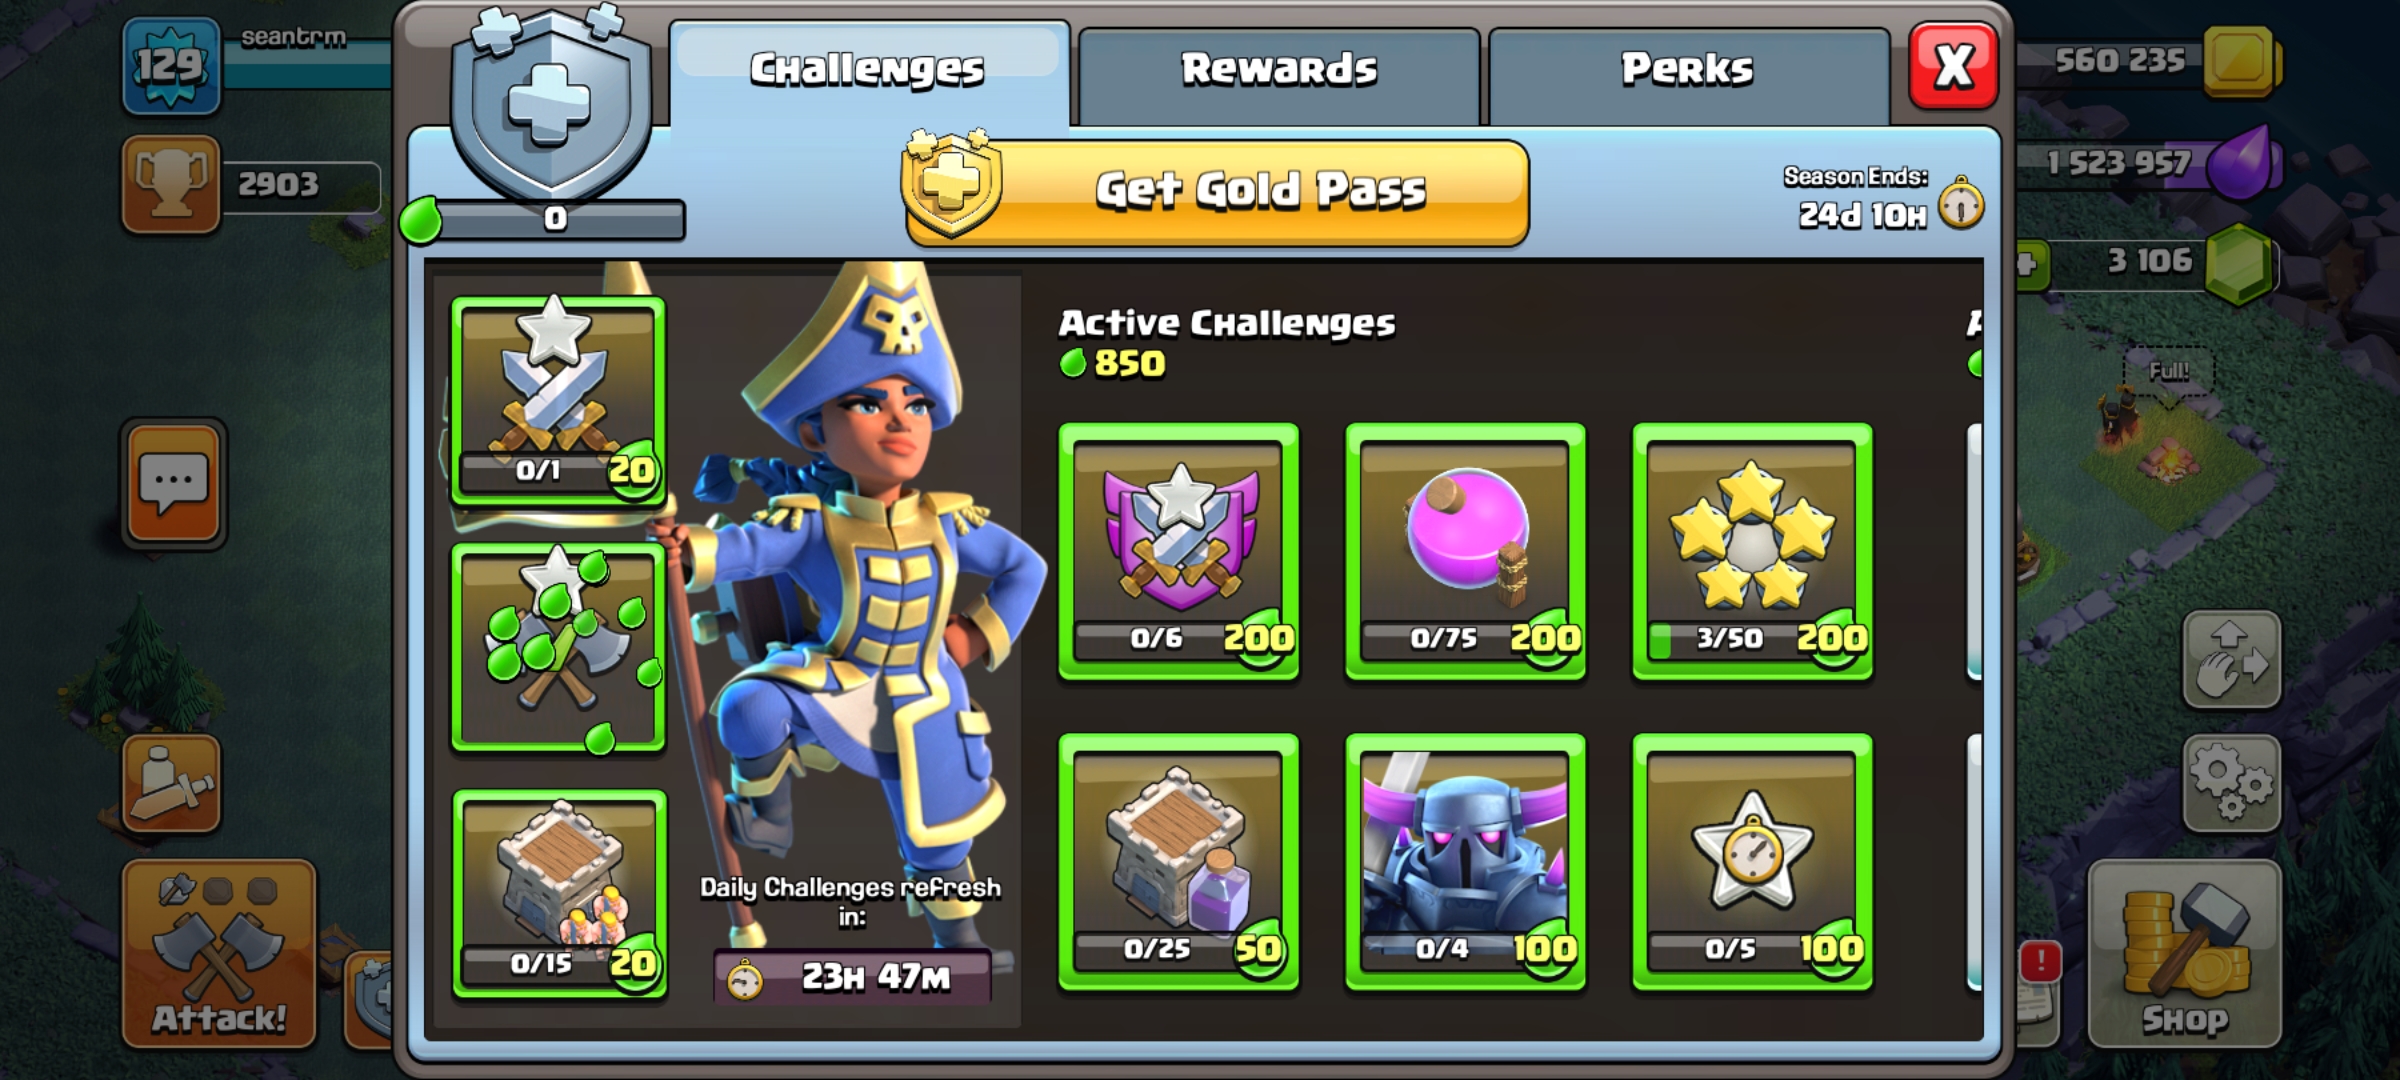 129
seantrm
2903
Challenges
Rewards
Perks
X
560 235
1 523 957
3 106
Get Gold Pass
Season Ends:
24d 10H
0
Active Challenges
850
Full!
0/1 20
0/6 200
0/75 200
3/50 200
0/15 20
0/25 50
0/4 100
0/5 100
Daily Challenges refresh
in:
23H 47M
Attack!
!
Shop